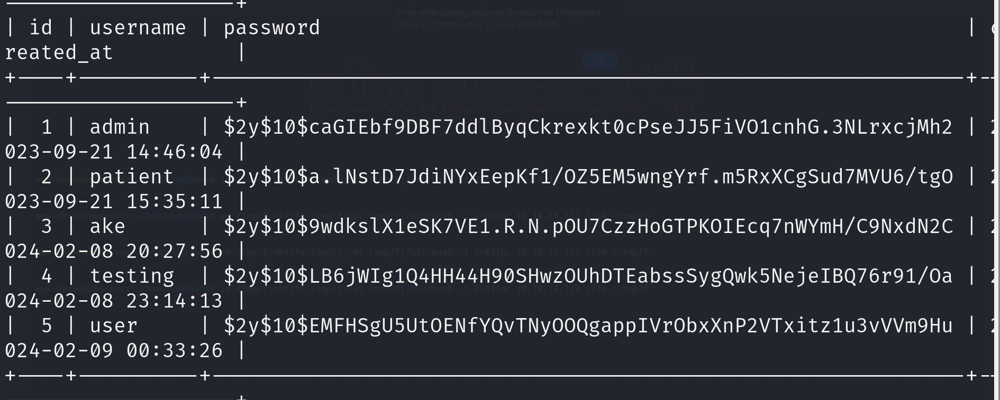 | id | username | password | c
reated_at |
| 1 | admin | $2y$10$caGIEbf9DBF7ddlByqCkrexkt0cPseJJ5FiVO1cnhG.3NLrxcjMh2 | 2
023-09-21 14:46:04 |
| 2 | patient | $2y$10$a.lNstD7JdiNYxEepKf1/OZ5EM5wngYrf.m5RxXCgSud7MVU6/tgO | 2
023-09-21 15:35:11 |
| 3 | ake | $2y$10$9wdkslX1eSK7VE1.R.N.pOU7CzzHoGTPKOIEcq7nWYmH/C9NxdN2C | 2
024-02-08 20:27:56 |
| 4 | testing | $2y$10$LB6jWIg1Q4HH44H90SHwzOUhDTEabssSygQwk5NejeIBQ76r91/Oa | 2
024-02-08 23:14:13 |
| 5 | user | $2y$10$EMFHSgU5UtOENfYQvTNyOOQgappIVrObxXnP2VTxitz1u3vVVm9Hu | 2
024-02-09 00:33:26 |
Error while parsing response: SyntaxError: Unexpected
token '<', "<html><hea"... is not valid JSON
OK